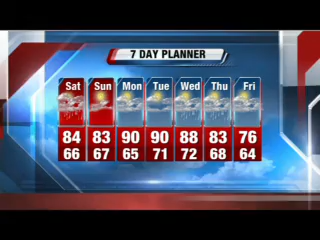 7 DAY PLANNER
Sat Sun Mon Tue Wed Thu Fri
84 83 90 90 88 83 76
66 67 65 71 72 68 64